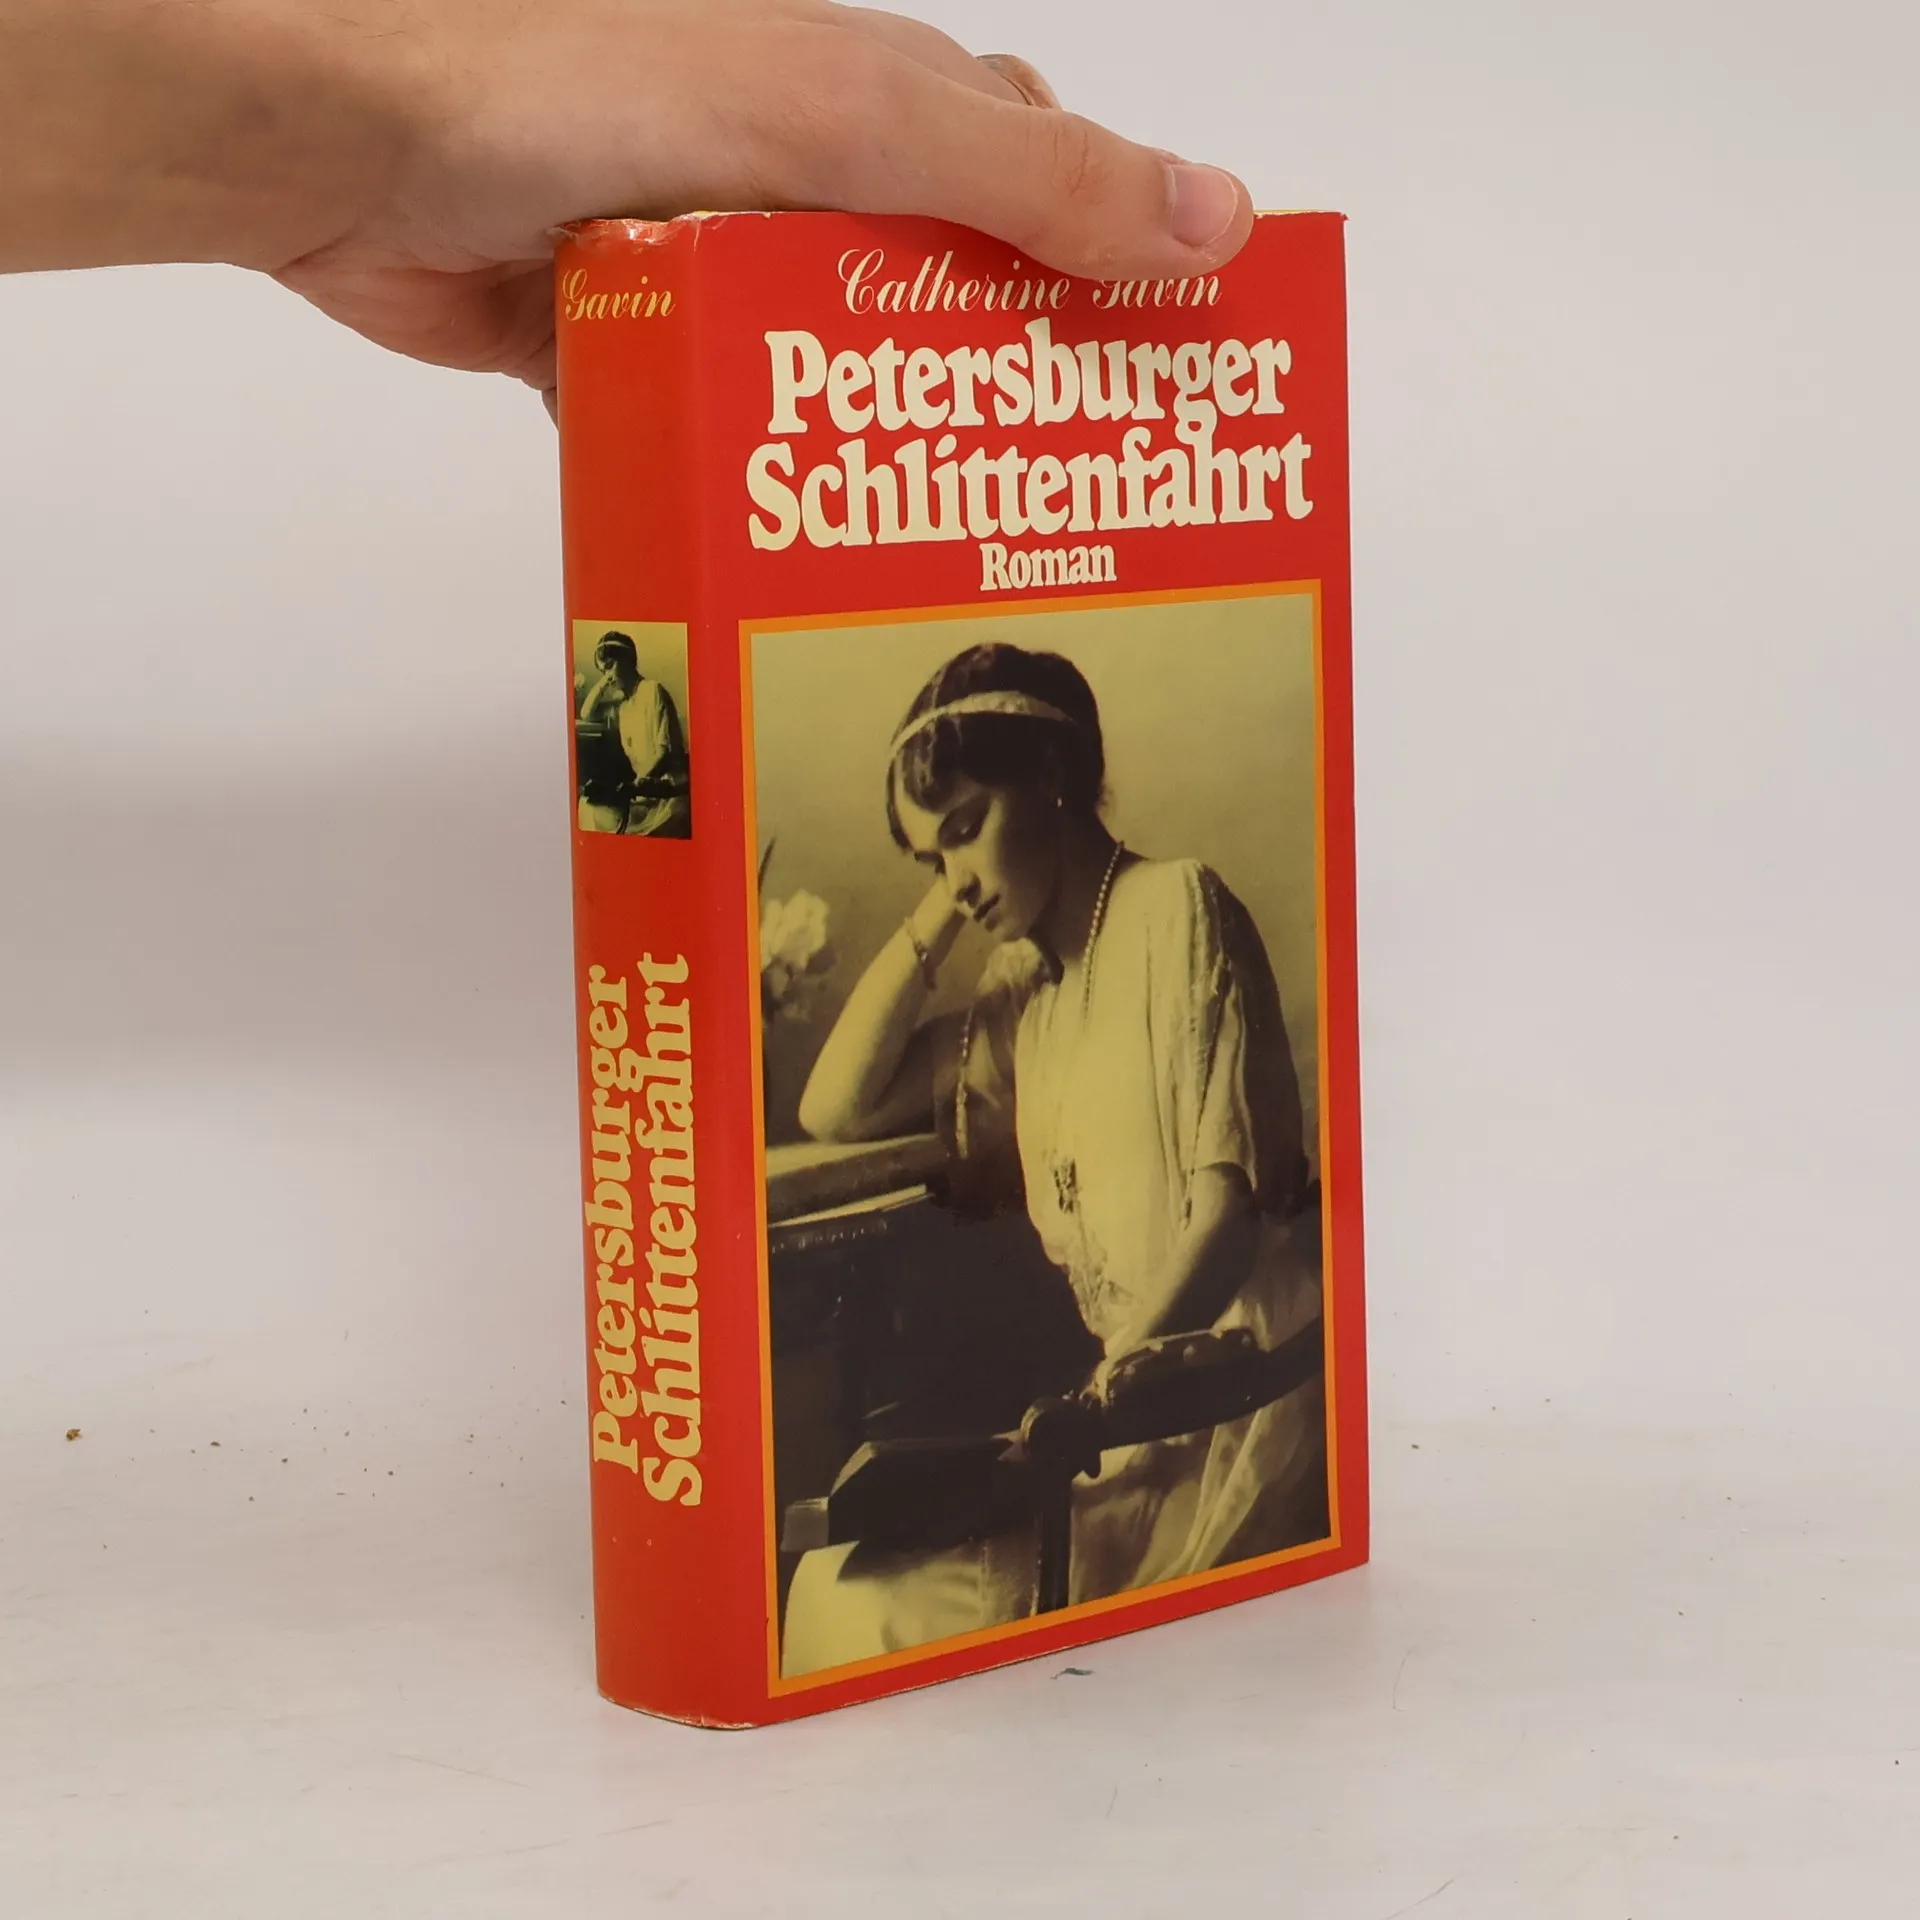 Gavin
Petersburger
Schlittenfahrt
Catherine Gavin
Petersburger
Schlittenfahrt
Roman